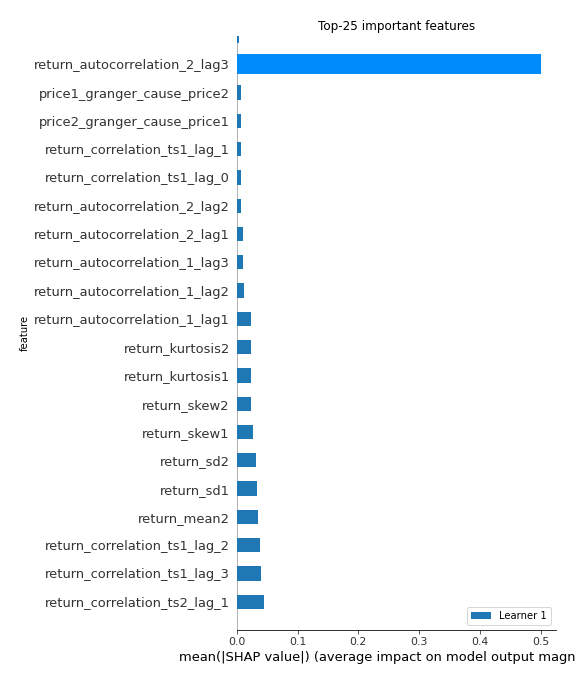 Top-25 important features
return_autocorrelation_2_lag3
price1_granger_cause_price2
price2_granger_cause_price1
return_correlation_ts1_lag_1
return_correlation_ts1_lag_0
return_autocorrelation_2_lag2
return_autocorrelation_2_lag1
return_autocorrelation_1_lag3
return_autocorrelation_1_lag2
return_autocorrelation_1_lag1
return_kurtosis2
return_kurtosis1
return_skew2
return_skew1
return_sd2
return_sd1
return_mean2
return_correlation_ts1_lag_2
return_correlation_ts1_lag_3
return_correlation_ts2_lag_1
feature
Learner 1
0.0 0.1 0.2 0.3 0.4 0.5
mean(|SHAP value|) (average impact on model output magn